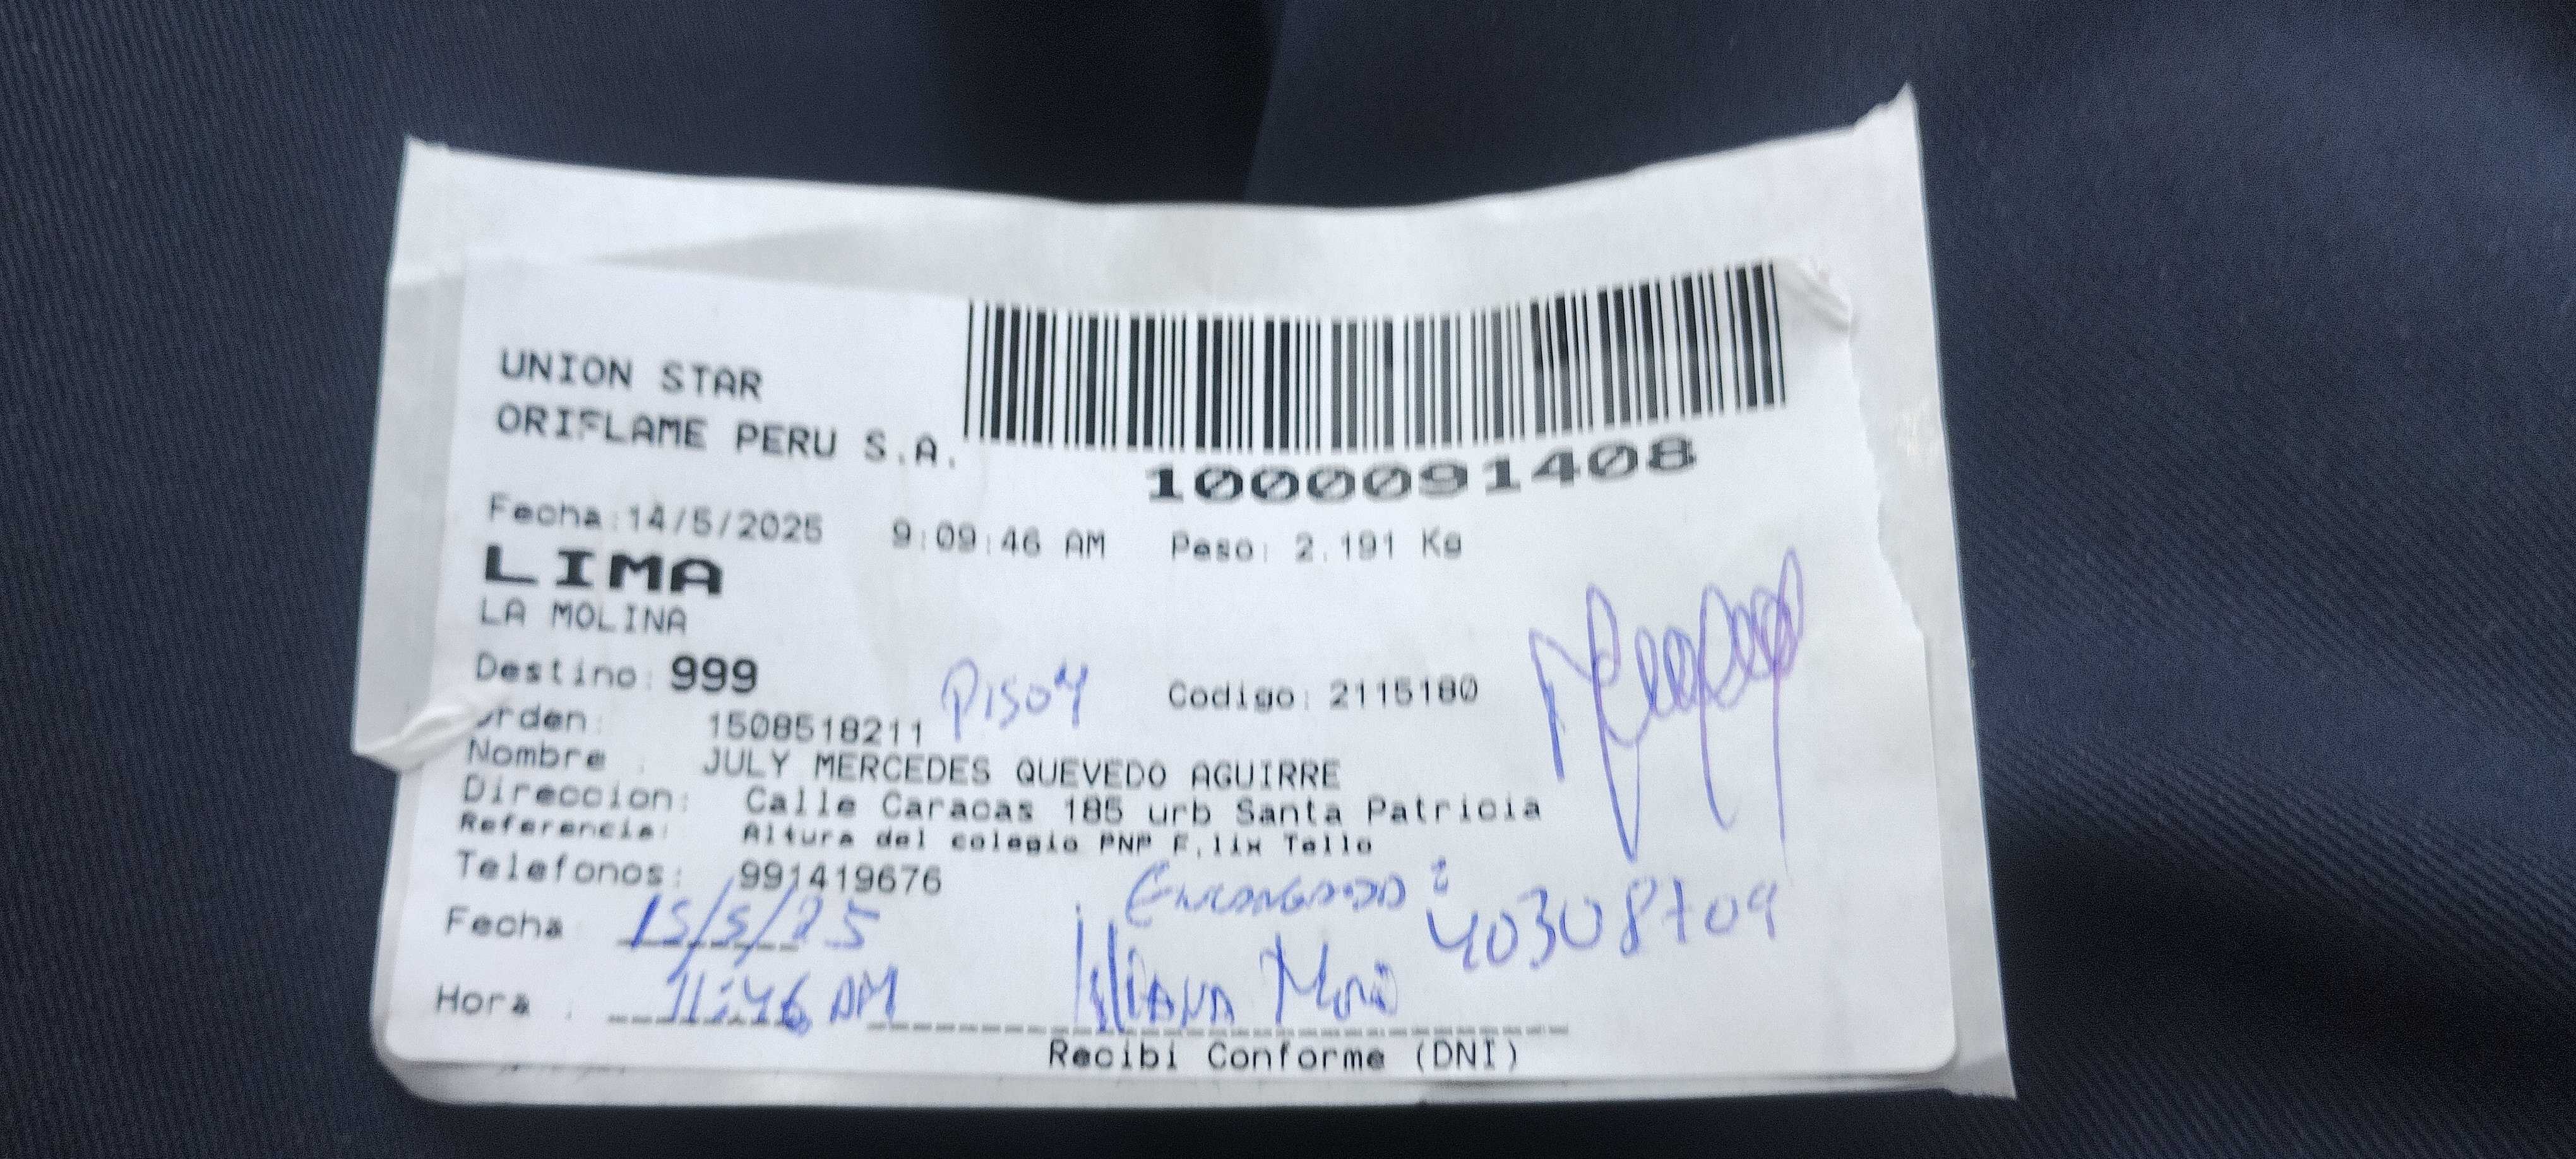 UNION STAR
ORIFLAME PERU S.A.
1000091408
Fecha:14/5/2025 9:09:46 AM Peso: 2.191 Kg
LIMA
LA MOLINA
Destino: 999 Piso 4 Codigo: 2115180
Orden: 1508518211
Nombre : JULY MERCEDES QUEVEDO AGUIRRE
Direccion: Calle Caracas 185 urb Santa Patricia
Referencia: Altura del colegio PNP F.lix Tello
Telefonos: 991419676
Fecha 15/5/25
Hora : 11:46 AM
Recibi Conforme (DNI)